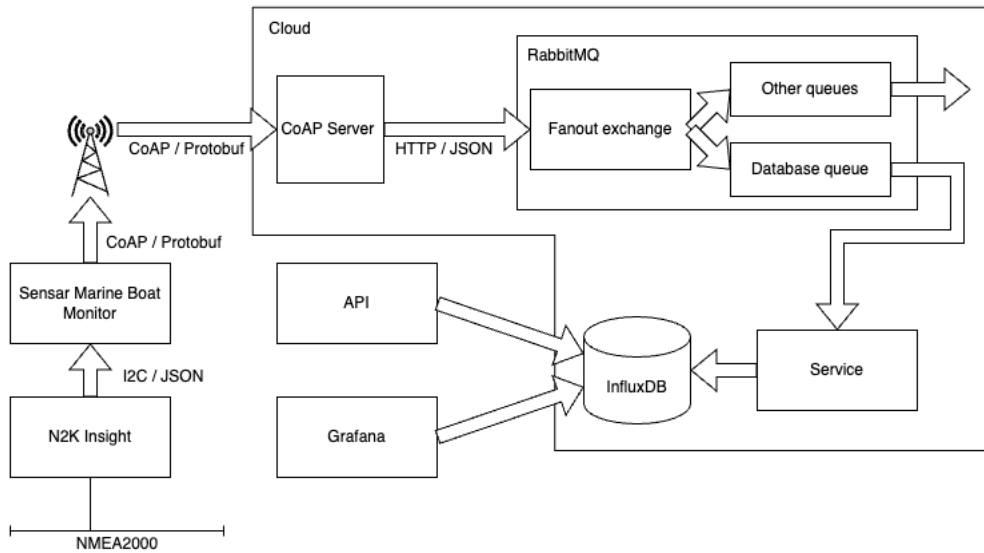 Cloud
RabbitMQ
CoAP Server
Fanout exchange
Other queues
Database queue
CoAP / Protobuf
HTTP / JSON
CoAP / Protobuf
Sensar Marine Boat
Monitor
I2C / JSON
N2K Insight
NMEA2000
API
Grafana
InfluxDB
Service